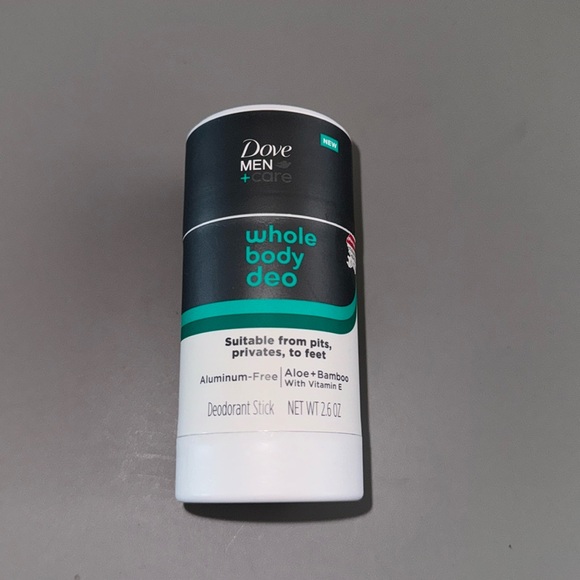 NEW
Dove
MEN
+care
whole
body
deo
Suitable from pits,
privates, to feet
Aluminum-Free | Aloe+Bamboo
With Vitamin E
Deodorant Stick NET WT 2.6 OZ